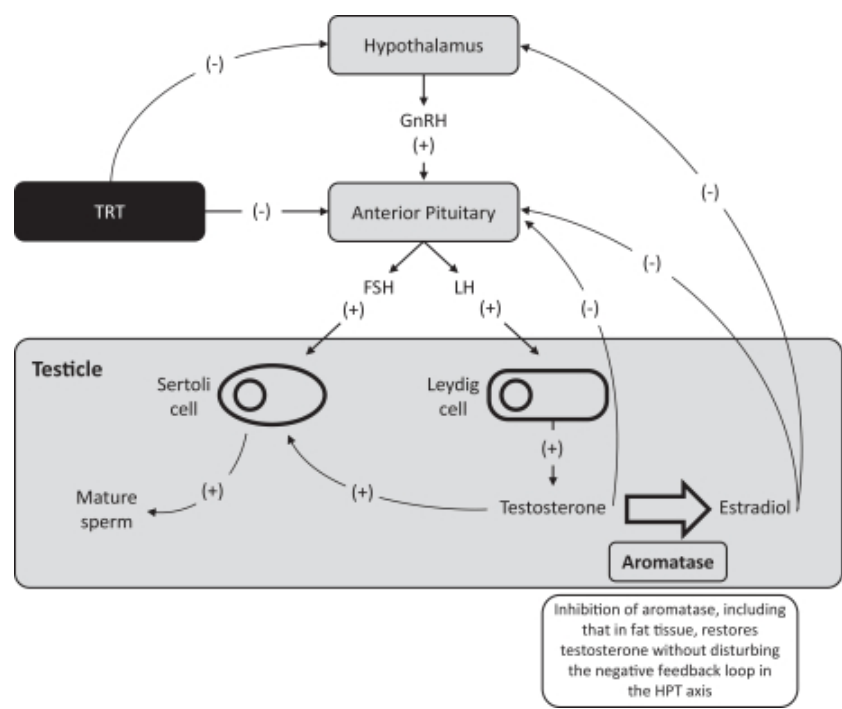 Hypothalamus
(-)
GnRH
(+)
(-)
TRT
(-)
Anterior Pituitary
(-)
FSH
LH
(+)
(+)
(-)
Testicle
Sertoli
cell
Leydig
cell
(+)
(+)
(+)
Mature
sperm
Testosterone
Estradiol
Aromatase
Inhibition of aromatase, including
that in fat tissue, restores
testosterone without disturbing
the negative feedback loop in
the HPT axis